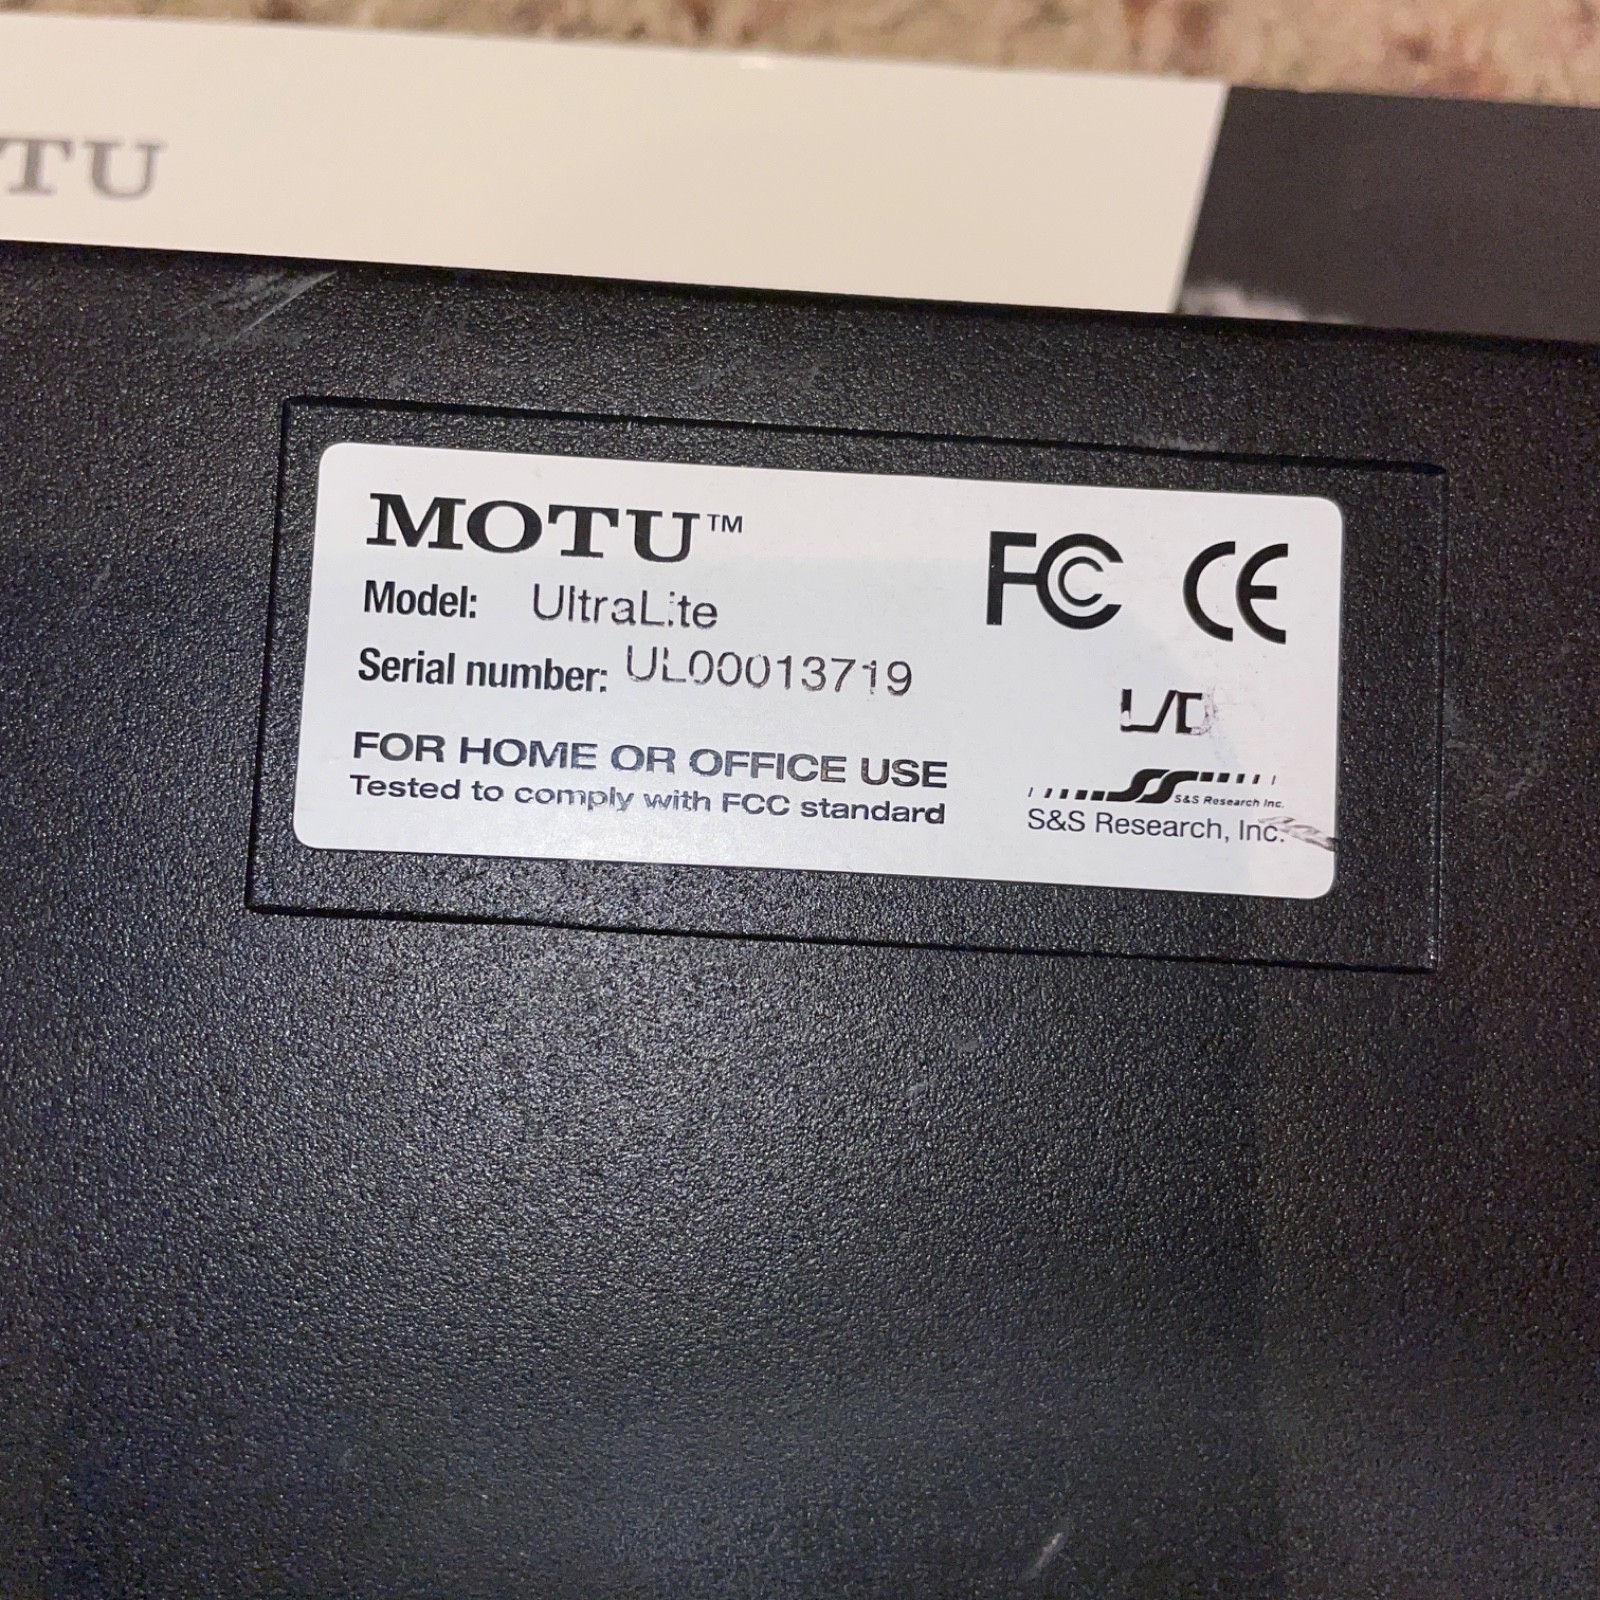 TU
MOTU™
Model: UltraLite
Serial number: UL00013719
FOR HOME OR OFFICE USE
Tested to comply with FCC standard
FC CE
S&S Research Inc.
S&S Research, Inc.